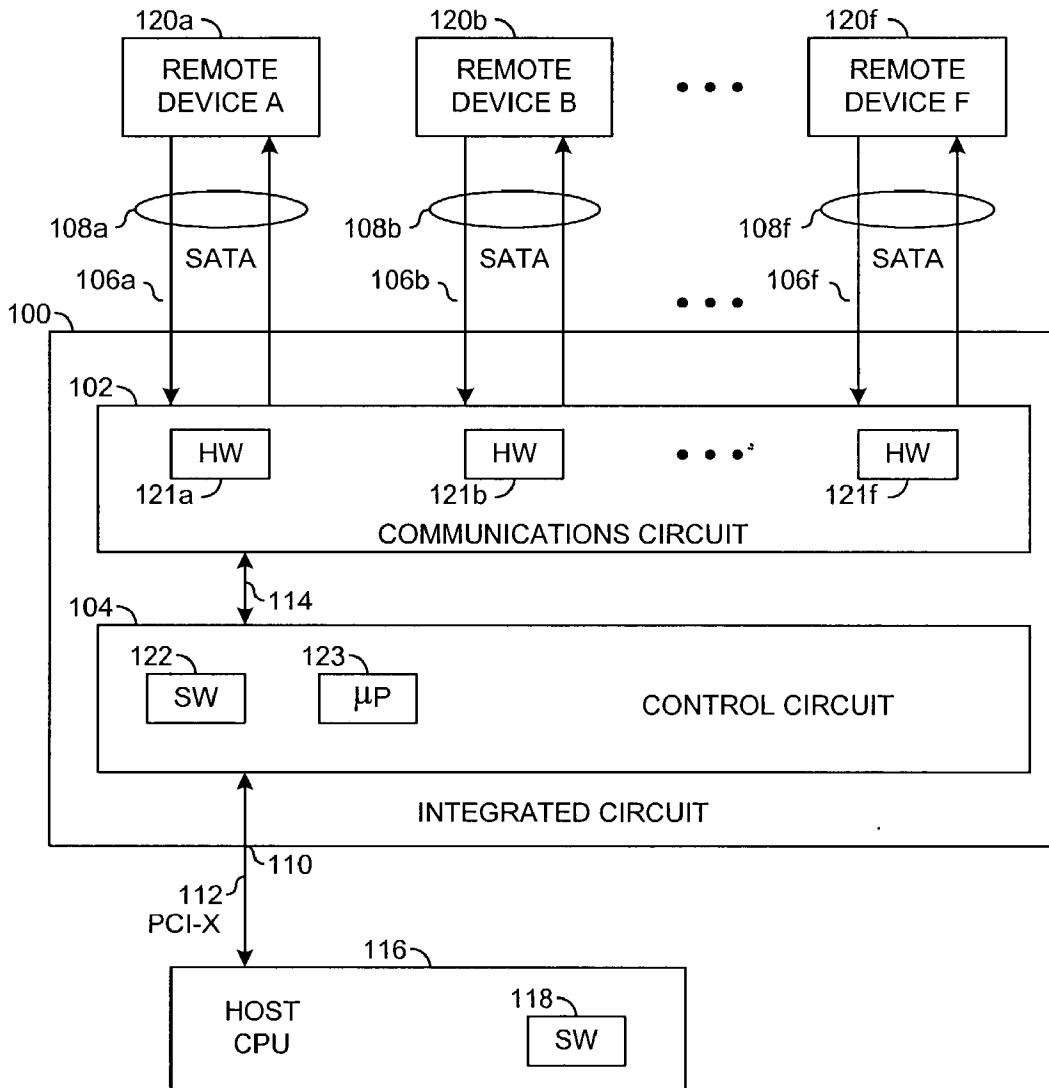 120a
120b
120f
REMOTE
DEVICE A
REMOTE
DEVICE B
REMOTE
DEVICE F
108a
108b
108f
SATA
SATA
SATA
106a
106b
106f
100
102
HW
HW
HW
121a
121b
121f
COMMUNICATIONS CIRCUIT
114
104
122
123
SW
μP
CONTROL CIRCUIT
INTEGRATED CIRCUIT
110
112
PCI-X
116
118
HOST
CPU
SW